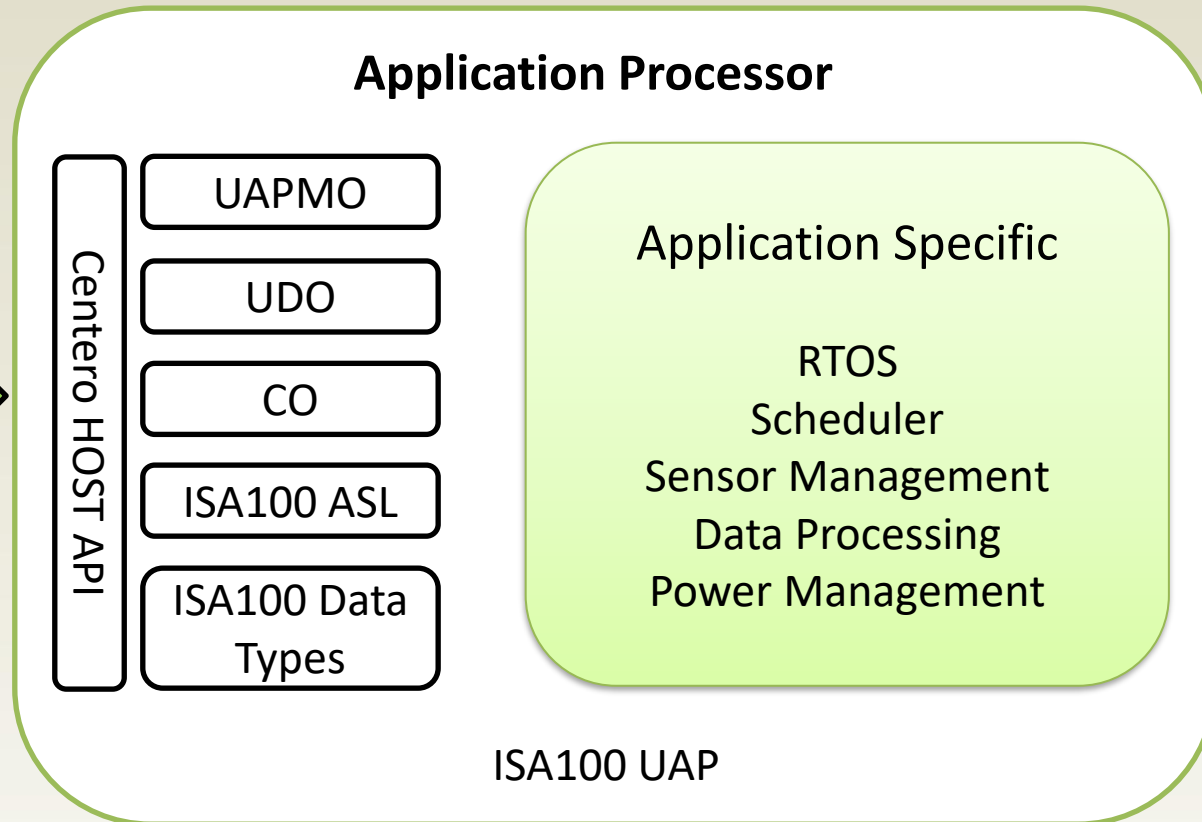 Application Processor
Centero HOST API
UAPMO
UDO
CO
ISA100 ASL
ISA100 Data
Types
Application Specific
RTOS
Scheduler
Sensor Management
Data Processing
Power Management
ISA100 UAP